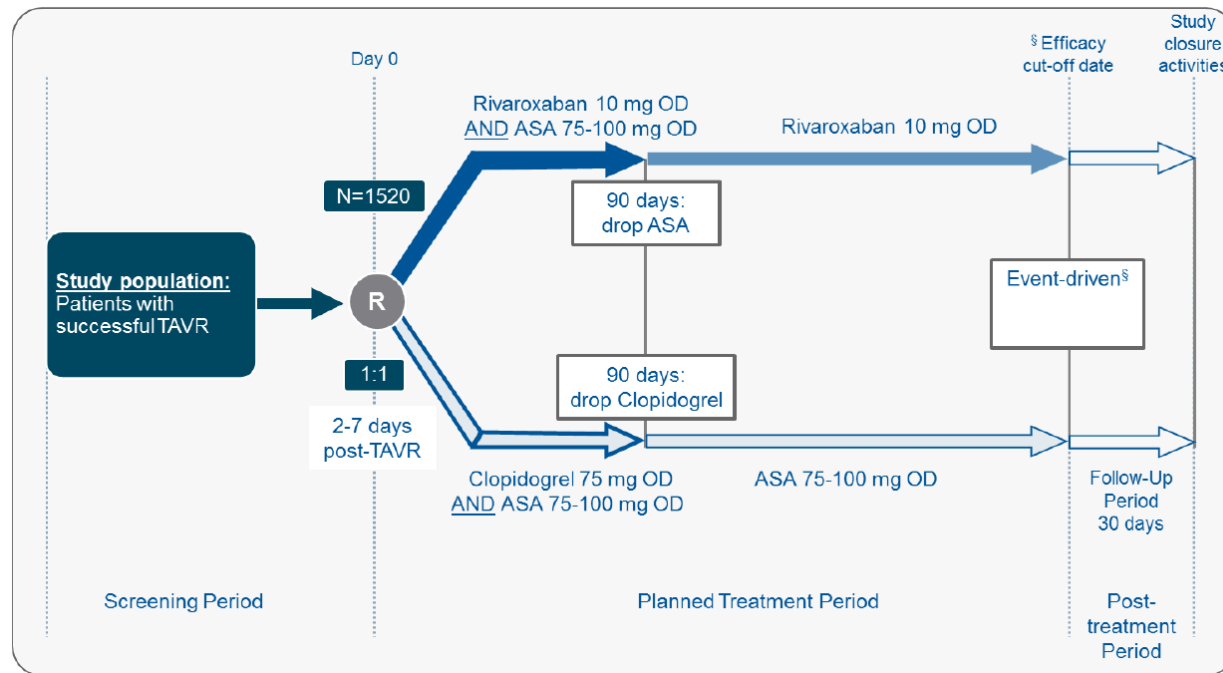 Day 0
§ Efficacy
cut-off date
Study
closure
activities
Rivaroxaban 10 mg OD
AND ASA 75-100 mg OD
Rivaroxaban 10 mg OD
N=1520
90 days:
drop ASA
Study population:
Patients with
successful TAVR
R
Event-driven§
1:1
90 days:
drop Clopidogrel
2-7 days
post-TAVR
Clopidogrel 75 mg OD
AND ASA 75-100 mg OD
ASA 75-100 mg OD
Follow-Up
Period
30 days
Screening Period
Planned Treatment Period
Post-
treatment
Period